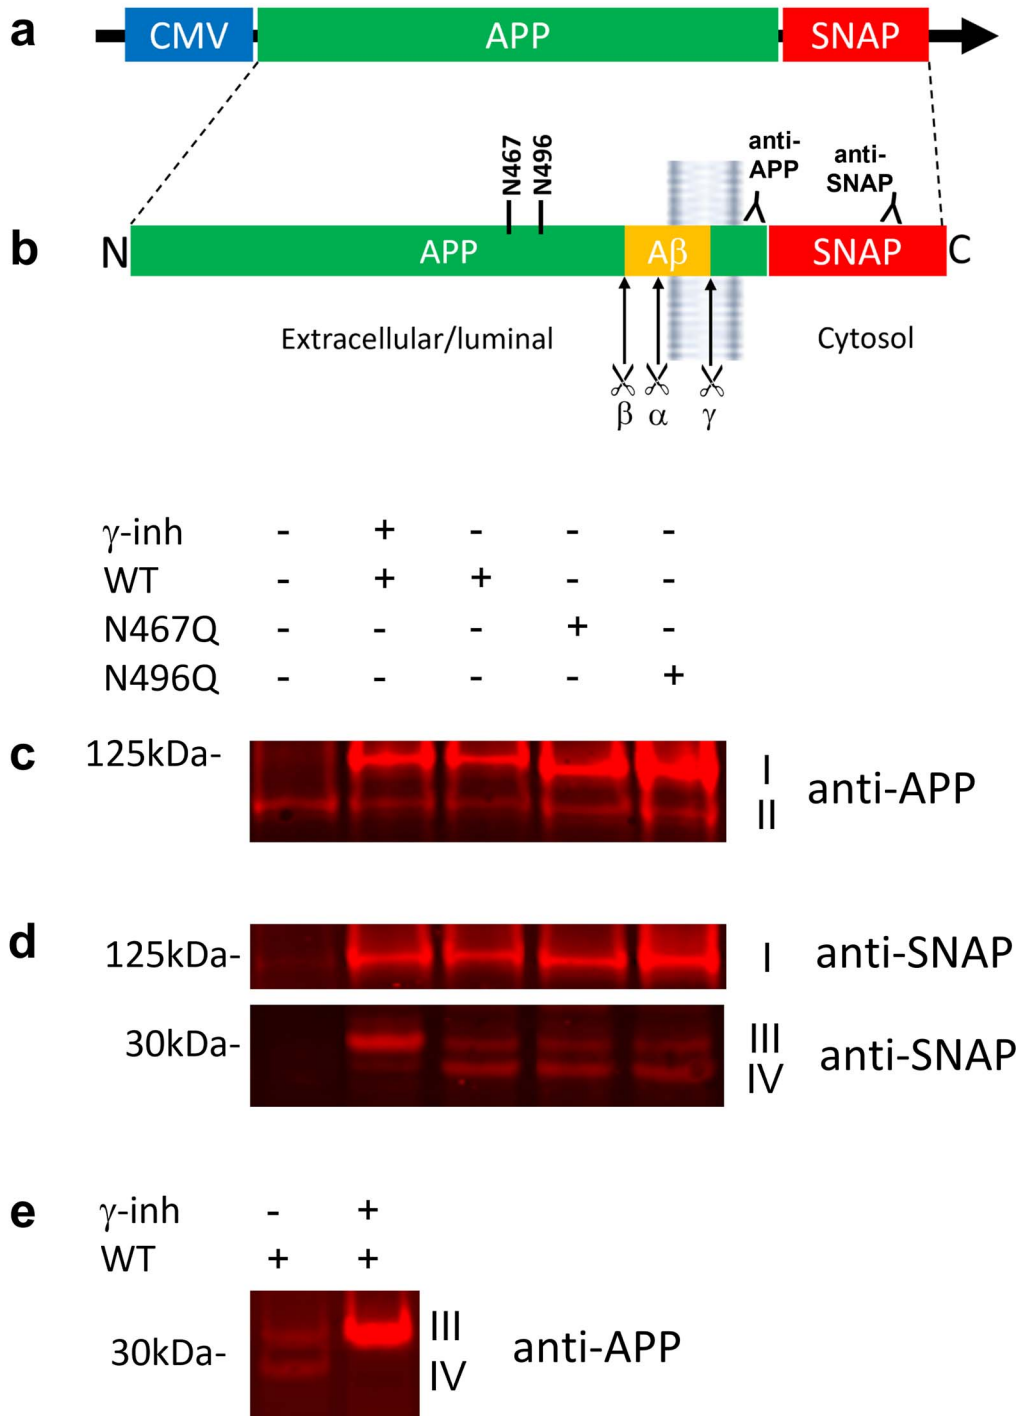 a
CMV APP SNAP
N467
N496
anti-
APP
anti-
SNAP
b
N APP Aβ SNAP C
Extracellular/luminal Cytosol
β α γ
γ-inh - + - - -
WT - + + - -
N467Q - - - + -
N496Q - - - - +
c
125kDa- I anti-APP
II
d
125kDa- I anti-SNAP
30kDa- III anti-SNAP
IV
e
γ-inh - +
WT + +
30kDa- III anti-APP
IV